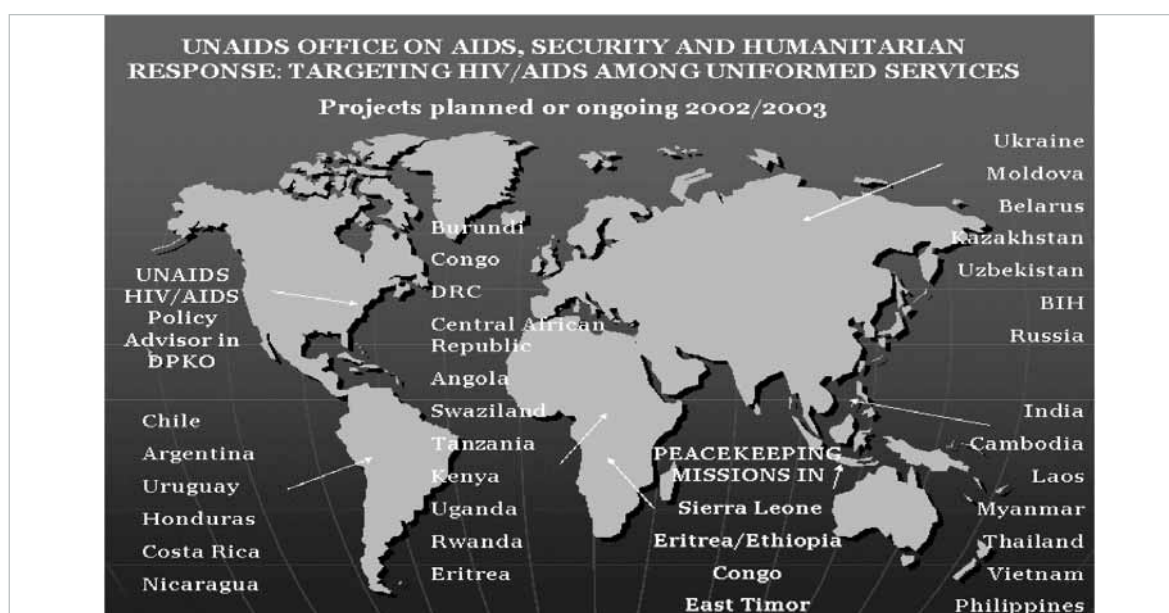 UNAIDS OFFICE ON AIDS, SECURITY AND HUMANITARIAN
RESPONSE: TARGETING HIV/AIDS AMONG UNIFORMED SERVICES
Projects planned or ongoing 2002/2003
UNAIDS
HIV/AIDS
Policy
Advisor in
DPKO
Chile
Argentina
Uruguay
Honduras
Costa Rica
Nicaragua
Burundi
Congo
DRC
Central African
Republic
Angola
Swaziland
Tanzania
Kenya
Uganda
Rwanda
Eritrea
PEACEKEEPING
MISSIONS IN
Sierra Leone
Eritrea/Ethiopia
Congo
East Timor
Ukraine
Moldova
Belarus
Kazakhstan
Uzbekistan
BIH
Russia
India
Cambodia
Laos
Myanmar
Thailand
Vietnam
Philippines